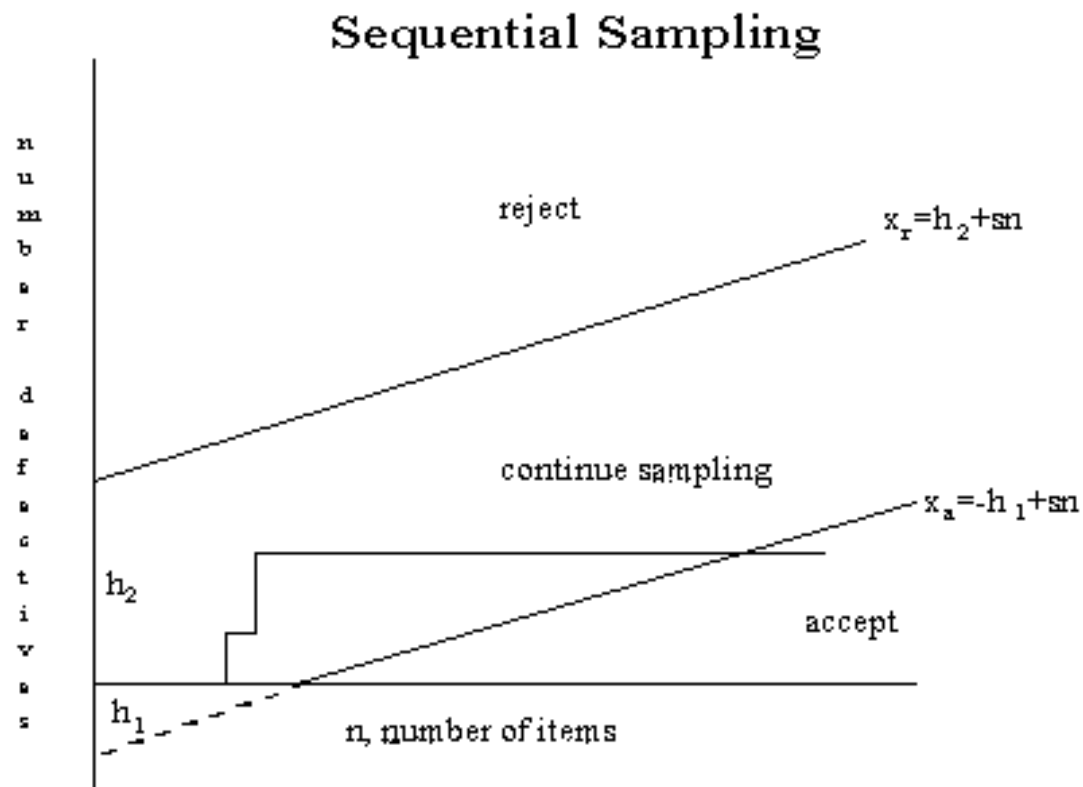 Sequential Sampling
number defectives
reject
x_r=h_2+sn
continue sampling
x_a=-h_1+sn
h_2
accept
h_1
n, number of items